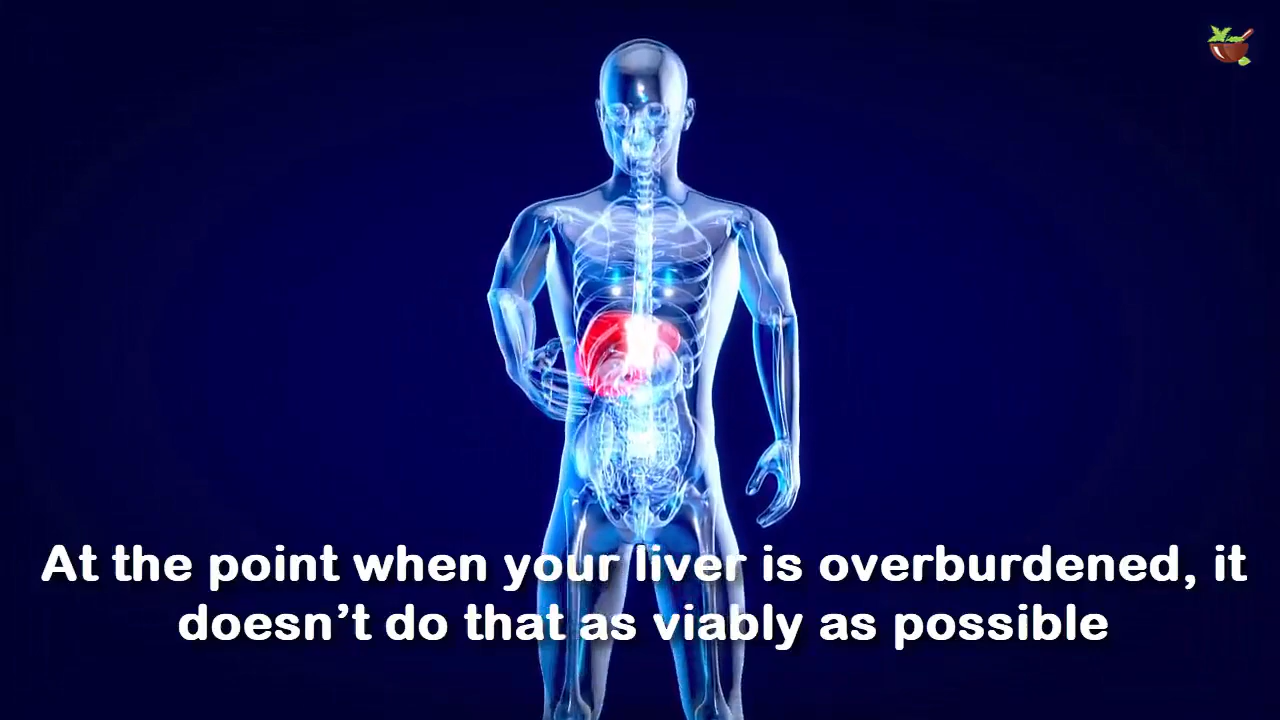 At the point when your liver is overburdened, it
doesn’t do that as viably as possible